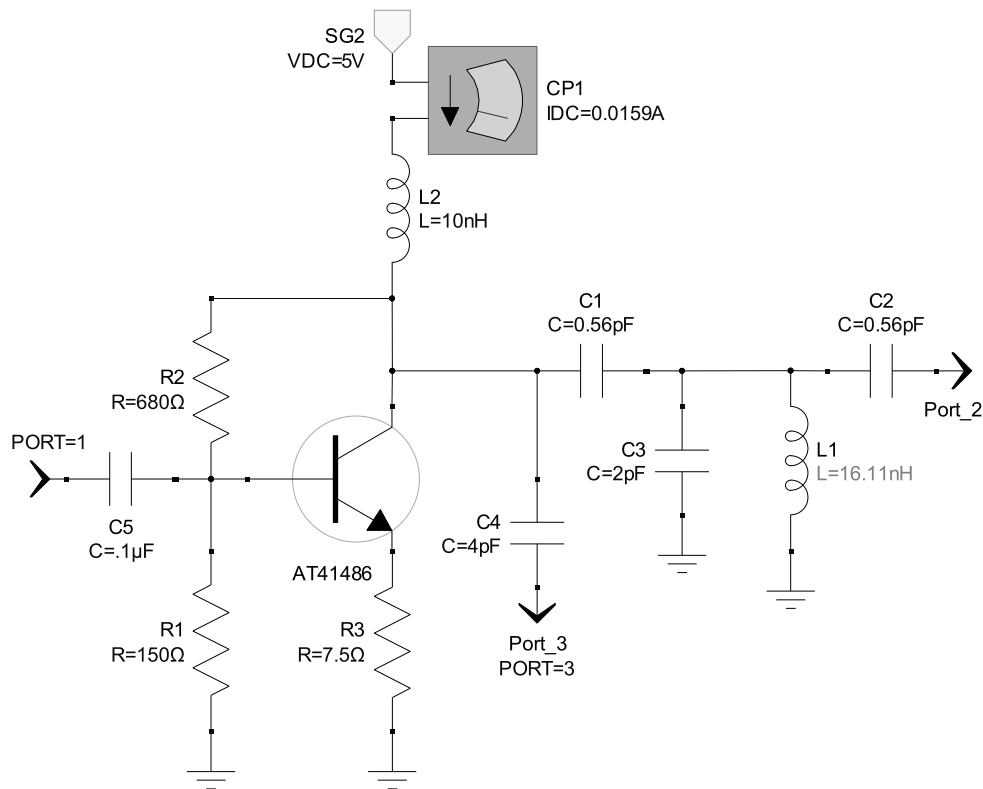 SG2
VDC=5V
CP1
IDC=0.0159A
L2
L=10nH
C1
C=0.56pF
C2
C=0.56pF
R2
R=680Ω
Port_2
PORT=1
C3
C=2pF
L1
L=16.11nH
C5
C=.1µF
C4
C=4pF
AT41486
R1
R=150Ω
R3
R=7.5Ω
Port_3
PORT=3